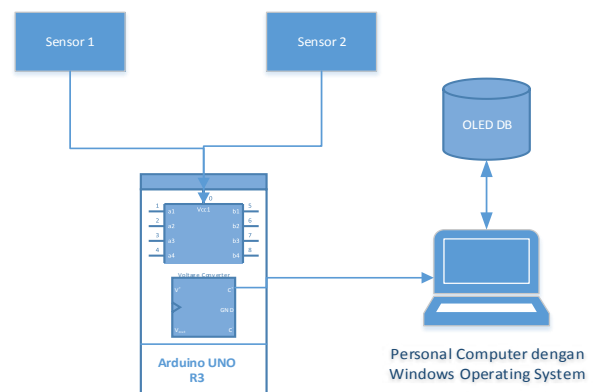 Sensor 1
Sensor 2
OLED DB
0
1
a1
Vcc1
b1
5
2
a2
b2
6
3
a3
b3
7
4
a4
b4
8
Voltage Converter
V
C
GND
C
Arduino UNO
R3
Personal Computer dengan
Windows Operating System